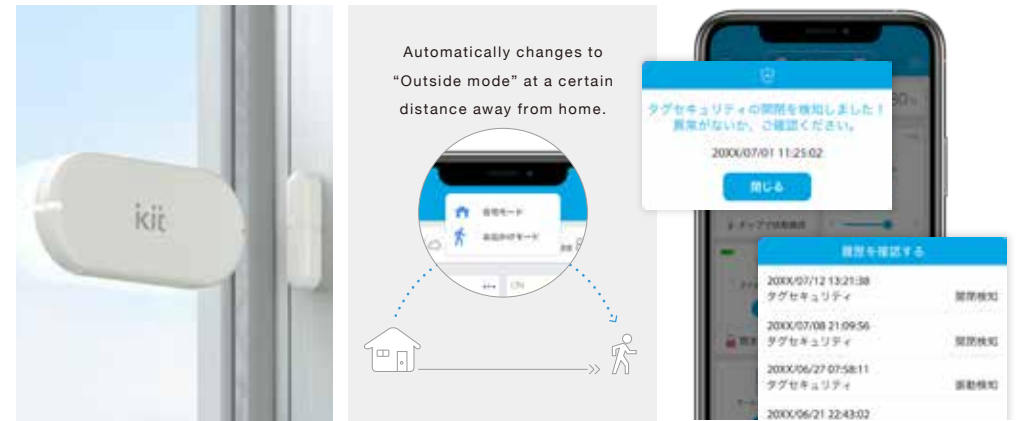 kit
Automatically changes to
“Outside mode” at a certain
distance away from home.
自宅モード
お出かけモード
ON
タグセキュリティの開閉を検知しました！
異常がないか、ご確認ください。
20XX/07/01 11:25:02
閉じる
履歴を確認する
20XX/07/12 13:21:38
タグセキュリティ 開閉検知
20XX/07/08 21:09:56
タグセキュリティ 開閉検知
20XX/06/27 07:58:11
タグセキュリティ 振動検知
20XX/06/21 22:43:02